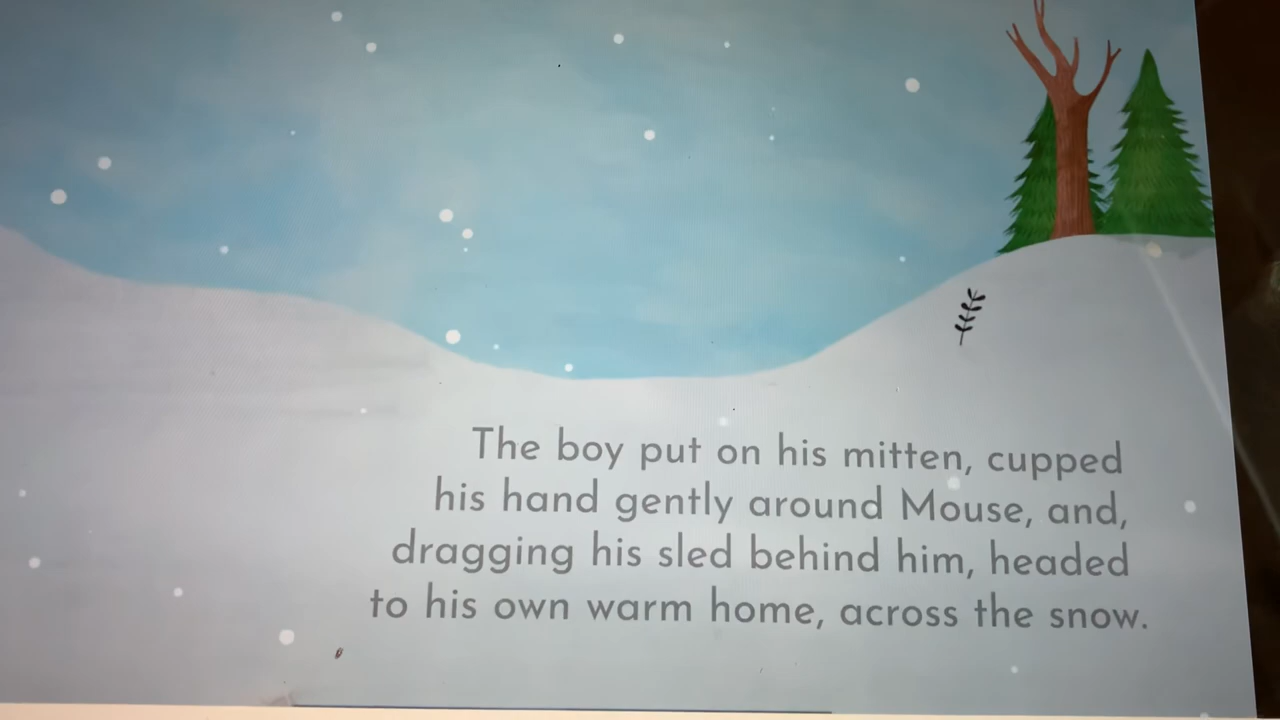 The boy put on his mitten, cupped
his hand gently around Mouse, and,
dragging his sled behind him, headed
to his own warm home, across the snow.